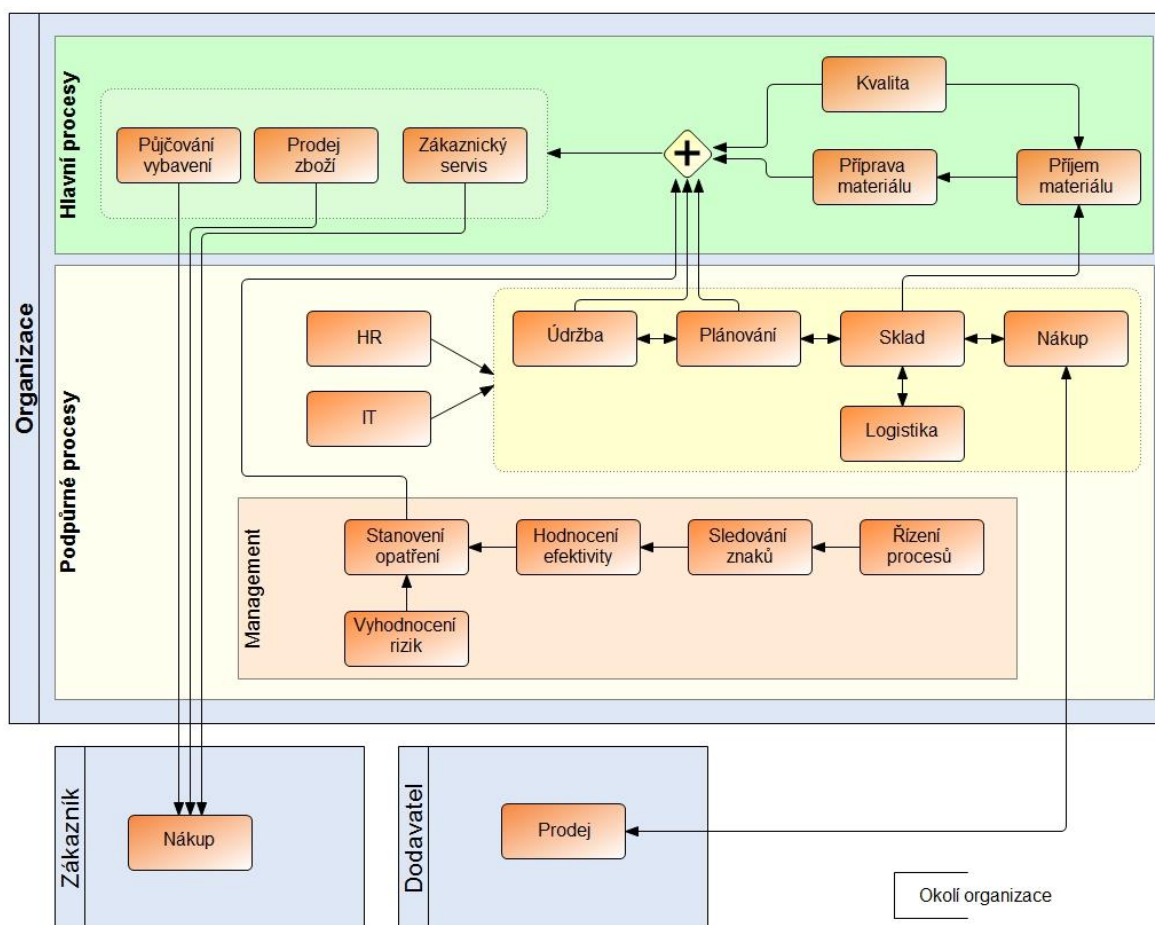 Organizace
Hlavní procesy
Kvalita
Půjčování
vybavení
Prodej
zboží
Zákaznický
servis
Příprava
materiálu
Příjem
materiálu
Podpůrné procesy
HR
IT
Údržba
Plánování
Sklad
Nákup
Logistika
Management
Stanovení
opatření
Hodnocení
efektivity
Sledování
znaků
Řízení
procesů
Vyhodnocení
rizik
Zákazník
Nákup
Dodavatel
Prodej
Okolí organizace